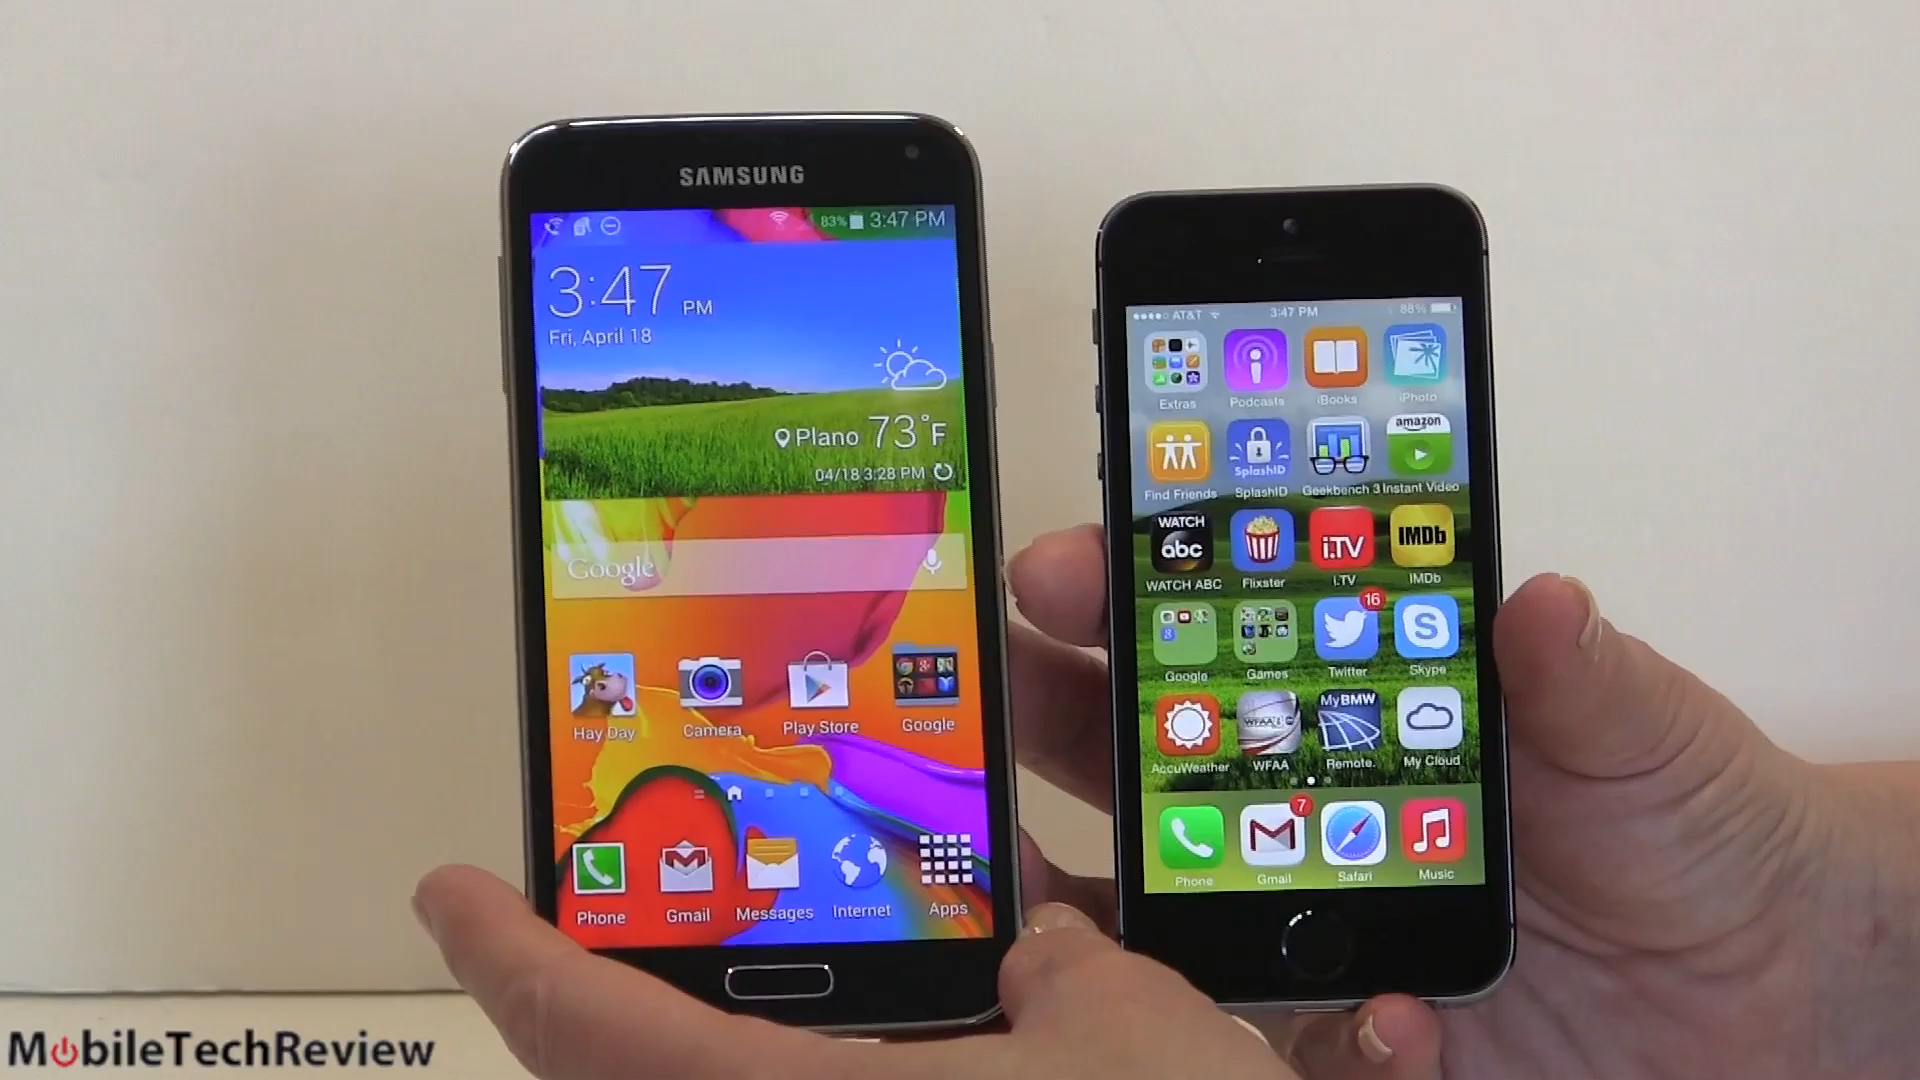 SAMSUNG
83% 3:47 PM
3:47 PM
Fri, April 18
Plano 73°F
04/18 3:28 PM
Google
Hay Day Camera Play Store Google
Phone Gmail Messages Internet Apps
AT&T 3:47 PM 88%
Extras Podcasts iBooks iPhoto
SplashID amazon
Find Friends SplashID Geekbench 3 Instant Video
WATCH abc i.TV IMDb
WATCH ABC Flixster i.TV IMDb
16
S
Google Games Twitter Skype
WFAA 8 MyBMW
AccuWeather WFAA Remote. My Cloud
7
Phone Gmail Safari Music
MobileTechReview